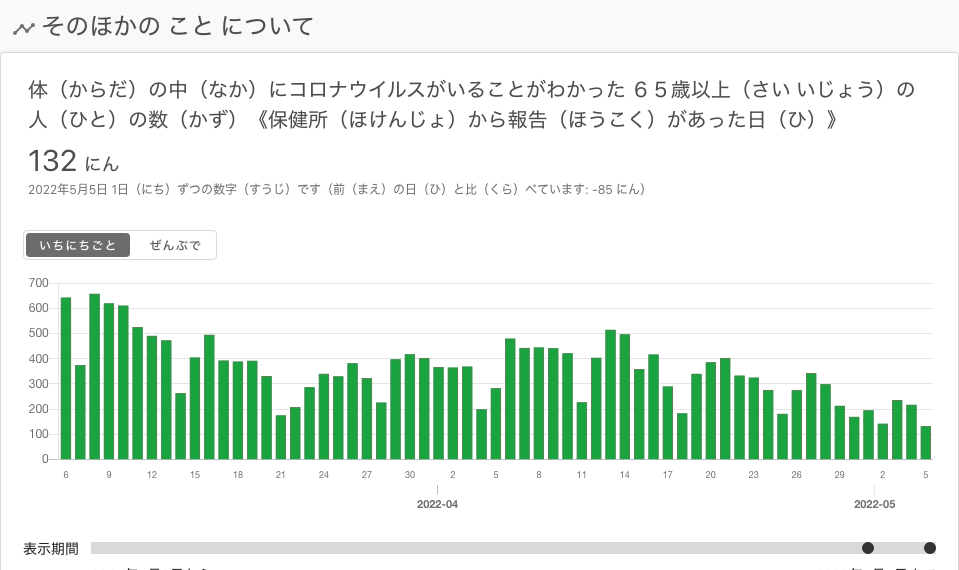 そのほかの こと について
体（からだ）の中（なか）にコロナウイルスがいることがわかった ６５歳以上（さい いじょう）の
人（ひと）の数（かず）《保健所（ほけんじょ）から報告（ほうこく）があった日（ひ）》
132 にん
2022年5月5日 1日（にち）ずつの数字（すうじ）です（前（まえ）の日（ひ）と比（くら）べています: -85 にん）
いちにちごと ぜんぶで
700
600
500
400
300
200
100
0
6 9 12 15 18 21 24 27 30 2 5 8 11 14 17 20 23 26 29 2 5
2022-04 2022-05
表示期間